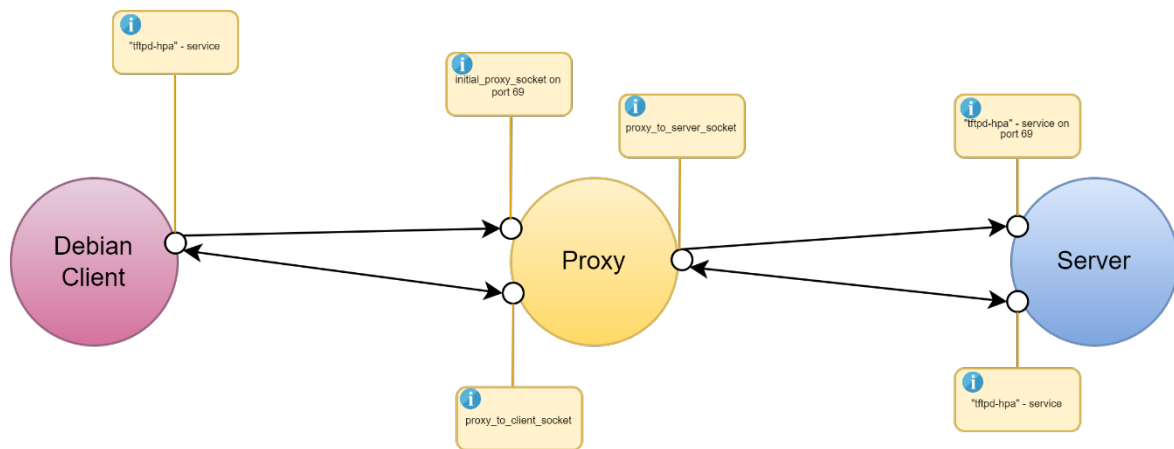 "tftpd-hpa" - service
initial_proxy_socket on
port 69
proxy_to_server_socket
"tftpd-hpa" - service on
port 69
Debian
Client
Proxy
Server
proxy_to_client_socket
"tftpd-hpa" - service